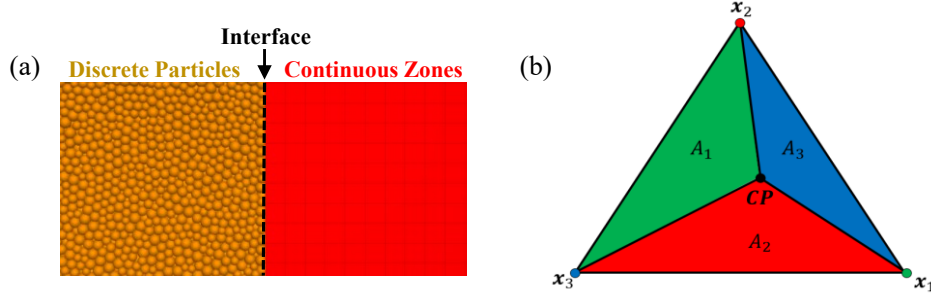 (a)
Interface
Discrete Particles
Continuous Zones
(b)
x₂
A₁
A₃
CP
A₂
x₃
x₁